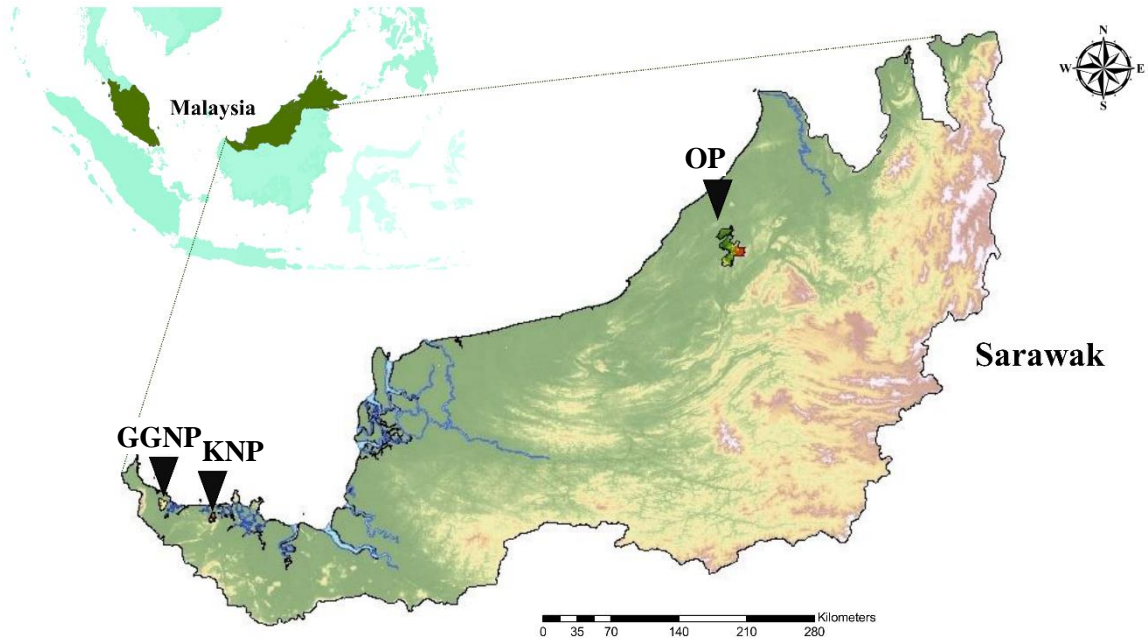 N
W E
S
Malaysia
OP
Sarawak
GGNP
KNP
Kilometers
0 35 70 140 210 280